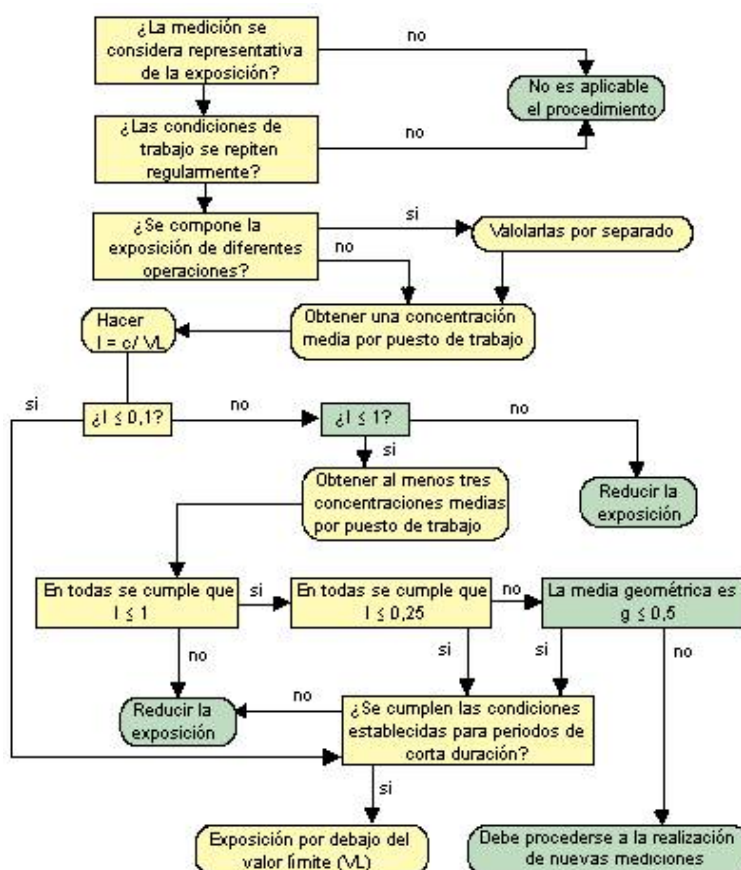 ¿La medición se
considera representativa
de la exposición?
no
No es aplicable
el procedimiento
¿Las condiciones de
trabajo se repiten
regularmente?
no
¿Se compone la
exposición de diferentes
operaciones?
si
no
Valolarlas por separado
Obtener una concentración
media por puesto de trabajo
Hacer
I = c/ VL
si
¿I ≤ 0,1?
no
¿I ≤ 1?
no
si
Reducir la
exposición
Obtener al menos tres
concentraciones medias
por puesto de trabajo
En todas se cumple que
I ≤ 1
si
En todas se cumple que
I ≤ 0,25
no
La media geométrica es
g ≤ 0,5
no
si
si
no
Reducir la
exposición
no
¿Se cumplen las condiciones
establecidas para periodos de
corta duración?
si
Exposición por debajo del
valor límite (VL)
Debe procederse a la realización
de nuevas mediciones